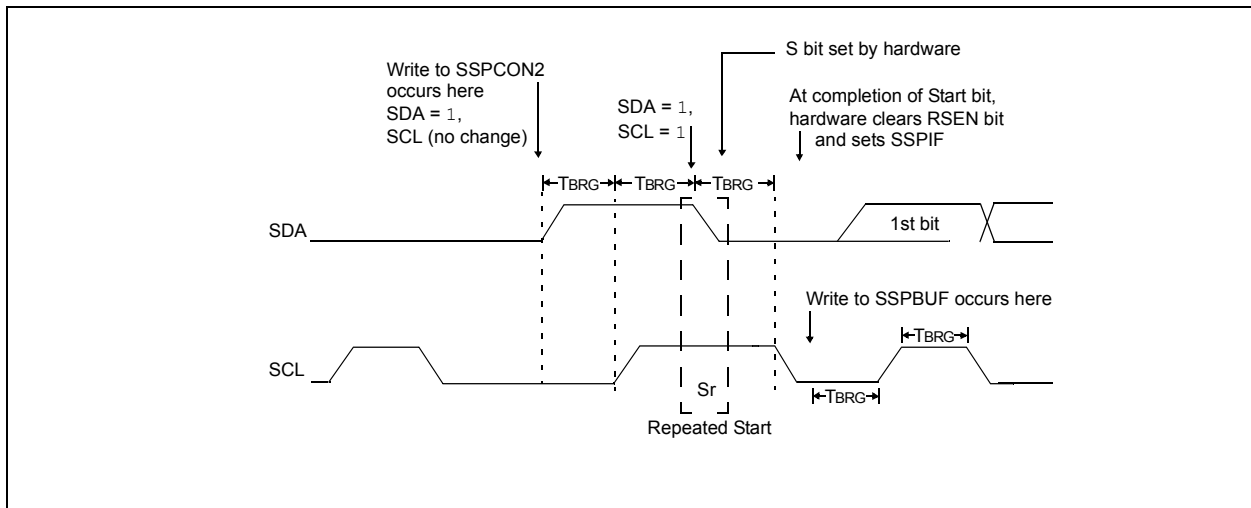 S bit set by hardware
Write to SSPCON2
occurs here
SDA = 1,
SCL (no change)
SDA = 1,
SCL = 1
At completion of Start bit,
hardware clears RSEN bit
and sets SSPIF
TBRG TBRG TBRG
SDA
1st bit
Write to SSPBUF occurs here
TBRG
SCL
Sr
TBRG
Repeated Start